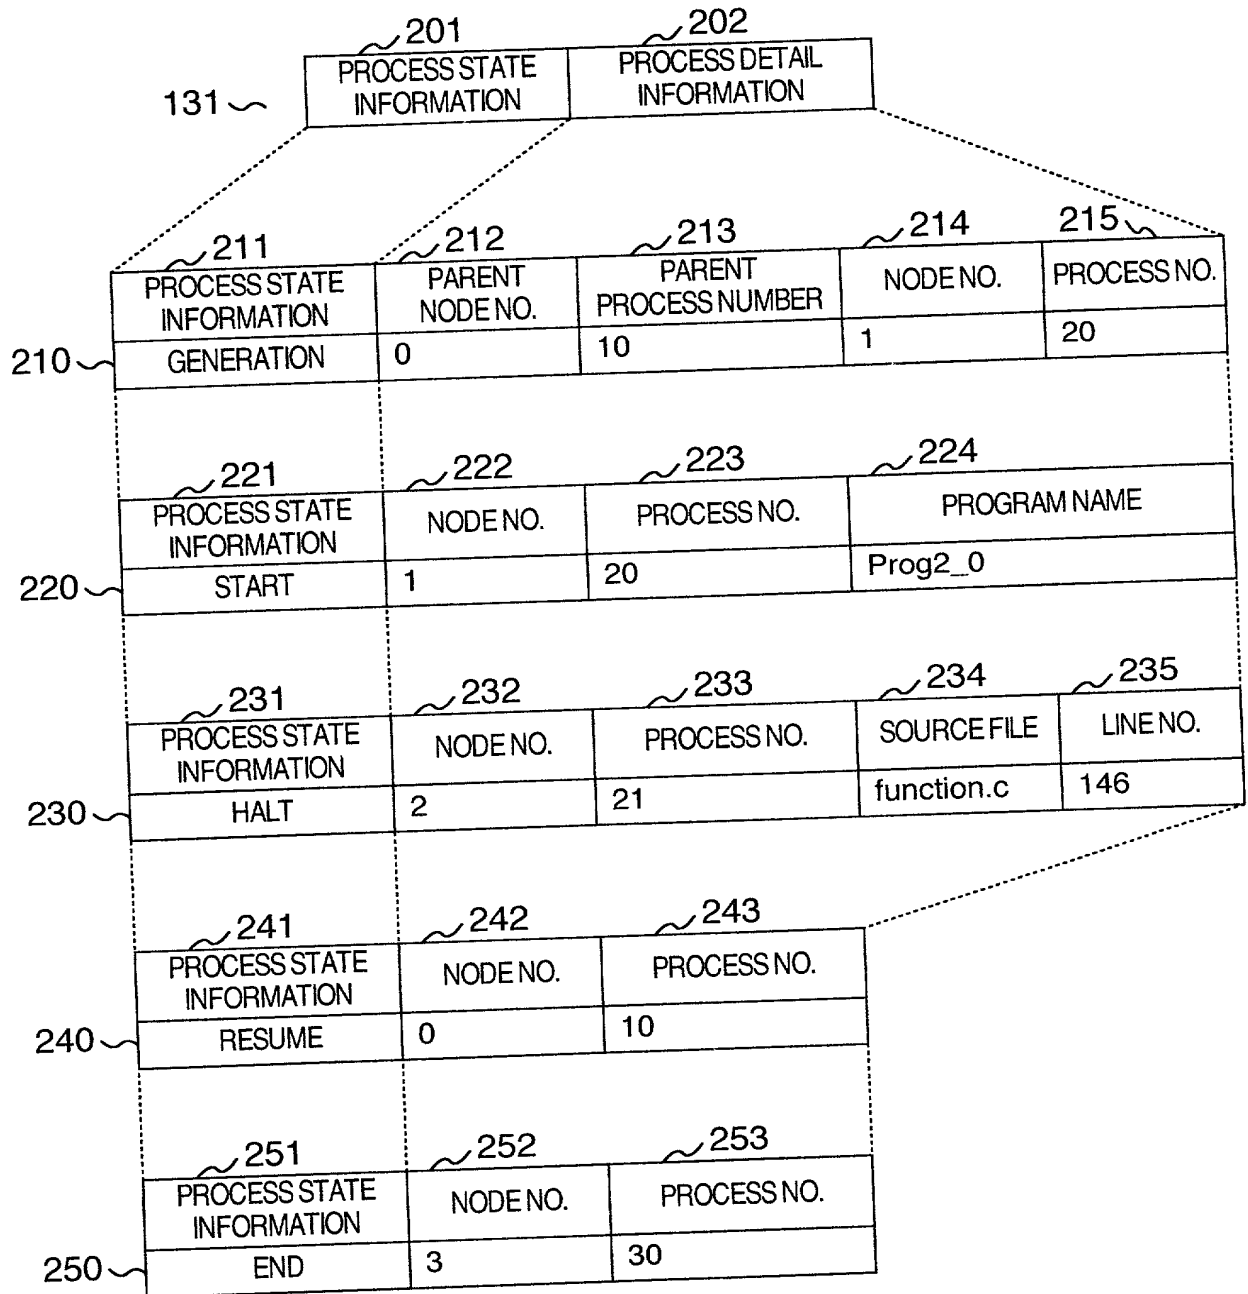 201 202
131 PROCESS STATE PROCESS DETAIL
INFORMATION INFORMATION
211 212 213 214 215
PROCESS STATE PARENT PARENT NODE NO. PROCESS NO.
INFORMATION NODE NO. PROCESS NUMBER
210 GENERATION 0 10 1 20
221 222 223 224
PROCESS STATE NODE NO. PROCESS NO. PROGRAM NAME
INFORMATION
220 START 1 20 Prog2_0
231 232 233 234 235
PROCESS STATE NODE NO. PROCESS NO. SOURCE FILE LINE NO.
INFORMATION
230 HALT 2 21 function.c 146
241 242 243
PROCESS STATE NODE NO. PROCESS NO.
INFORMATION
240 RESUME 0 10
251 252 253
PROCESS STATE NODE NO. PROCESS NO.
INFORMATION
250 END 3 30